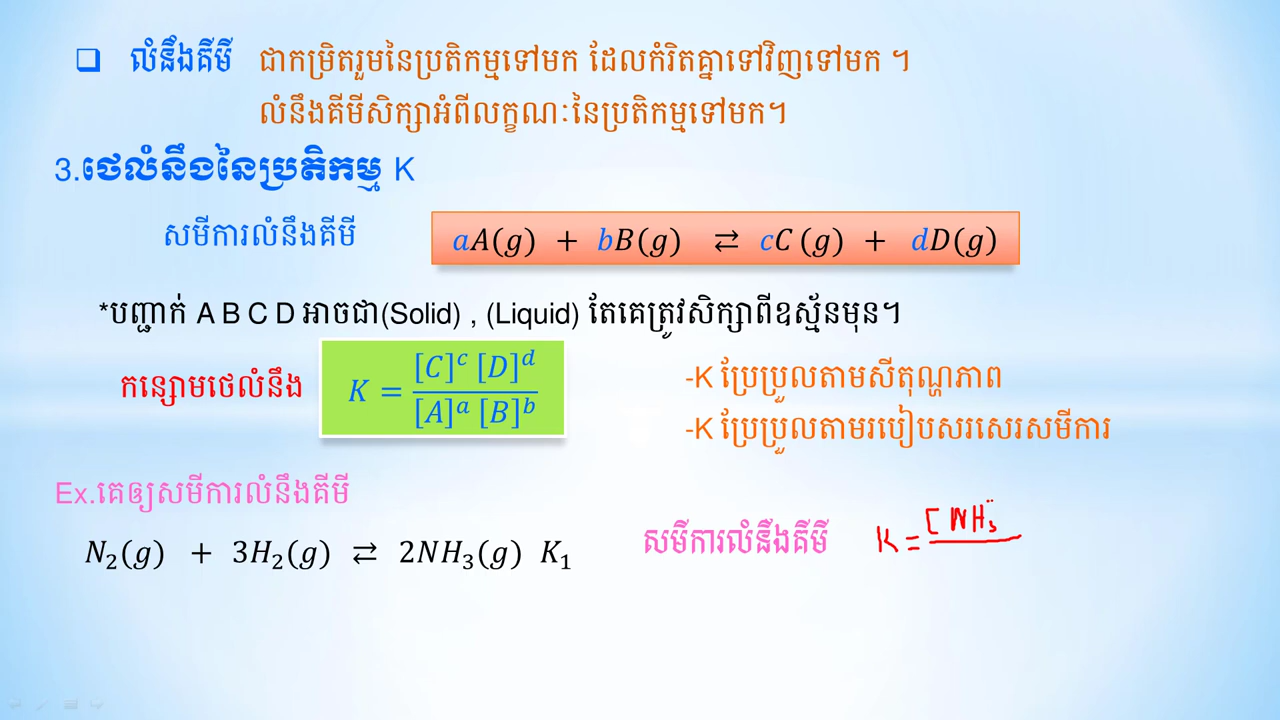 ❑ លំនឹងគីមី ជាកម្រិតរួមនៃប្រតិកម្មទៅមក ដែលកំរិតគ្នាទៅវិញទៅមក ។
លំនឹងគីមីសិក្សាអំពីលក្ខណៈនៃប្រតិកម្មទៅមក។
3.ថេលំនឹងនៃប្រតិកម្ម K
សមីការលំនឹងគីមី aA(g) + bB(g) ⇄ cC (g) + dD(g)
*បញ្ជាក់ A B C D អាចជា(Solid) , (Liquid) តែគេត្រូវសិក្សាពីឧស្ម័នមុន។
កន្សោមថេលំនឹង K = [C]^c [D]^d / [A]^a [B]^b
-K ប្រែប្រួលតាមសីតុណ្ហភាព
-K ប្រែប្រួលតាមរបៀបសរសេរសមីការ
Ex.គេឲ្យសមីការលំនឹងគីមី
N₂(g) + 3H₂(g) ⇄ 2NH₃(g) K₁
សមីការលំនឹងគីមី K = [NH₃